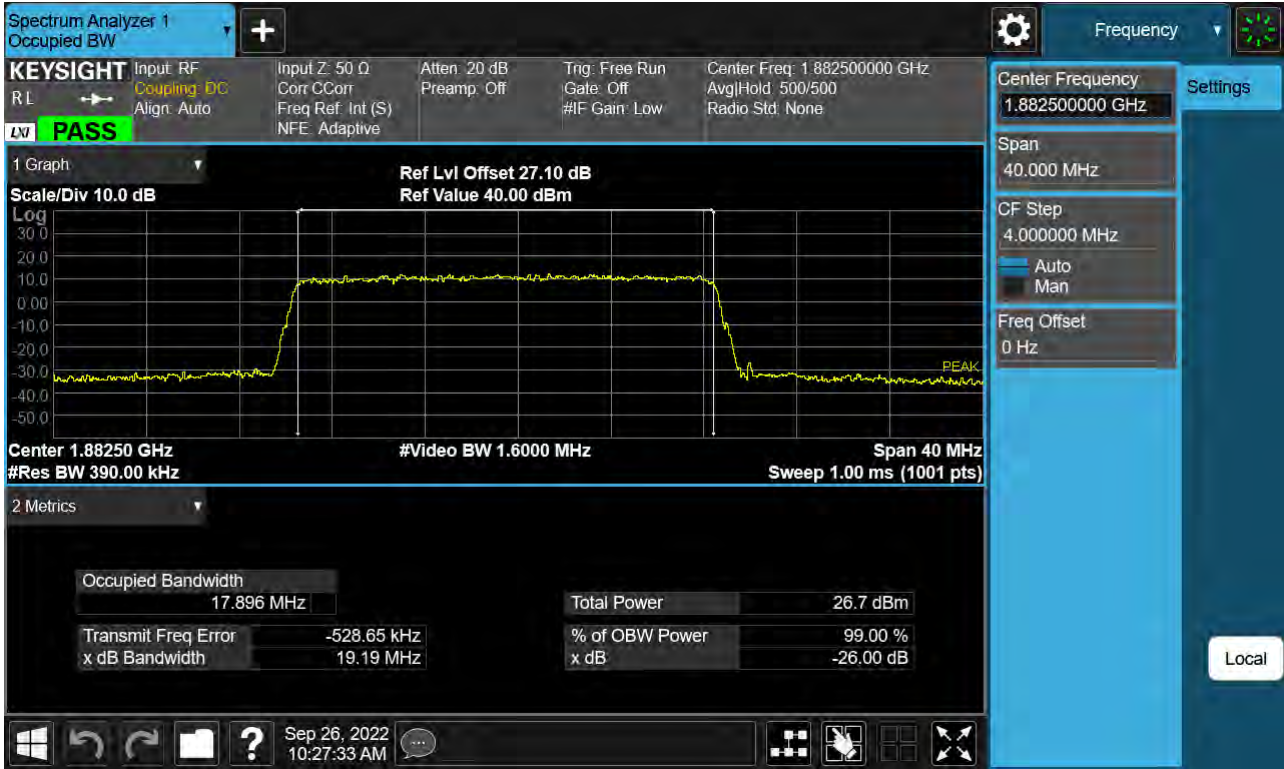 Spectrum Analyzer 1
Occupied BW
+
Frequency
KEYSIGHT
R L
LXI
PASS
Input: RF
Coupling: DC
Align: Auto
Input Z: 50 Ω
Corr CCorr
Freq Ref: Int (S)
NFE: Adaptive
Atten: 20 dB
Preamp: Off
Trig: Free Run
Gate: Off
#IF Gain: Low
Center Freq: 1.882500000 GHz
Avg|Hold: 500/500
Radio Std: None
Center Frequency
1.882500000 GHz
Settings
Span
40.000 MHz
CF Step
4.000000 MHz
Auto
Man
Freq Offset
0 Hz
Local
1 Graph
Scale/Div 10.0 dB
Ref Lvl Offset 27.10 dB
Ref Value 40.00 dBm
Log
30.0
20.0
10.0
0.00
-10.0
-20.0
-30.0
-40.0
-50.0
PEAK
Center 1.88250 GHz
#Video BW 1.6000 MHz
Span 40 MHz
#Res BW 390.00 kHz
Sweep 1.00 ms (1001 pts)
2 Metrics
Occupied Bandwidth
17.896 MHz
Total Power 26.7 dBm
Transmit Freq Error -528.65 kHz
% of OBW Power 99.00 %
x dB Bandwidth 19.19 MHz
x dB -26.00 dB
?
Sep 26, 2022
10:27:33 AM